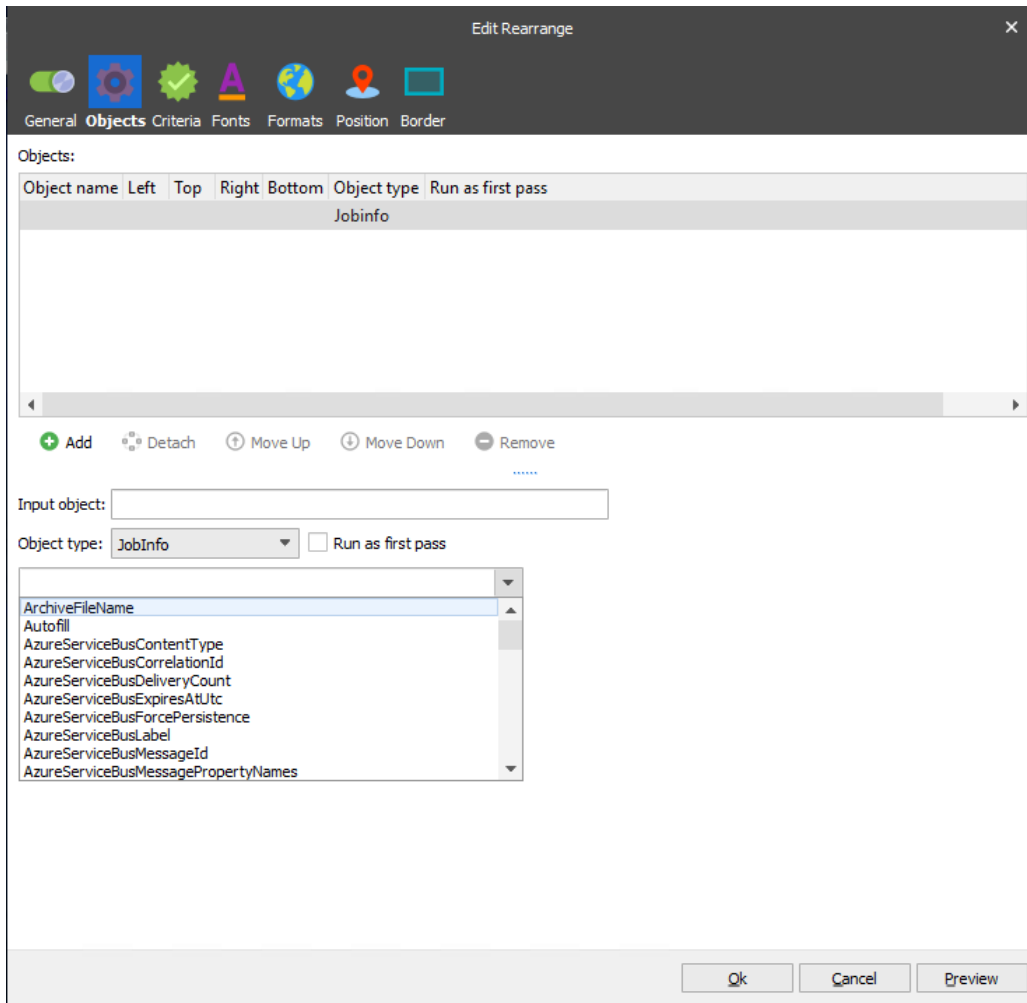 Edit Rearrange
General Objects Criteria Fonts Formats Position Border
Objects:
Object name Left Top Right Bottom Object type Run as first pass
Jobinfo
Add Detach Move Up Move Down Remove
Input object:
Object type: JobInfo Run as first pass
ArchiveFileName
Autofill
AzureServiceBusContentType
AzureServiceBusCorrelationId
AzureServiceBusDeliveryCount
AzureServiceBusExpiresAtUtc
AzureServiceBusForcePersistence
AzureServiceBusLabel
AzureServiceBusMessageId
AzureServiceBusMessagePropertyNames
Ok Cancel Preview